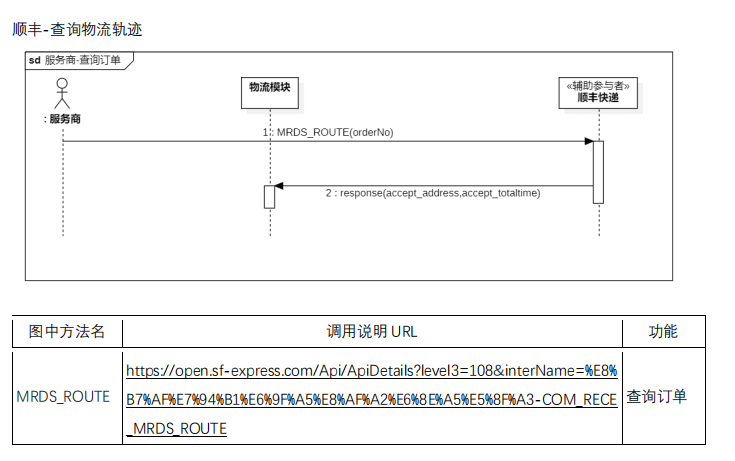 顺丰-查询物流轨迹
sd 服务商-查询订单
物流模块
«辅助参与者»
顺丰快递
: 服务商
1 : MRDS_ROUTE(orderNo)
2 : response(accept_address,accept_totaltime)
图中方法名 调用说明 URL 功能
https://open.sf-express.com/Api/ApiDetails?level3=108&interName=%E8%
MRDS_ROUTE B7%AF%E7%94%B1%E6%9F%A5%E8%AF%A2%E6%8E%A5%E5%8F%A3-COM_RECE 查询订单
_MRDS_ROUTE